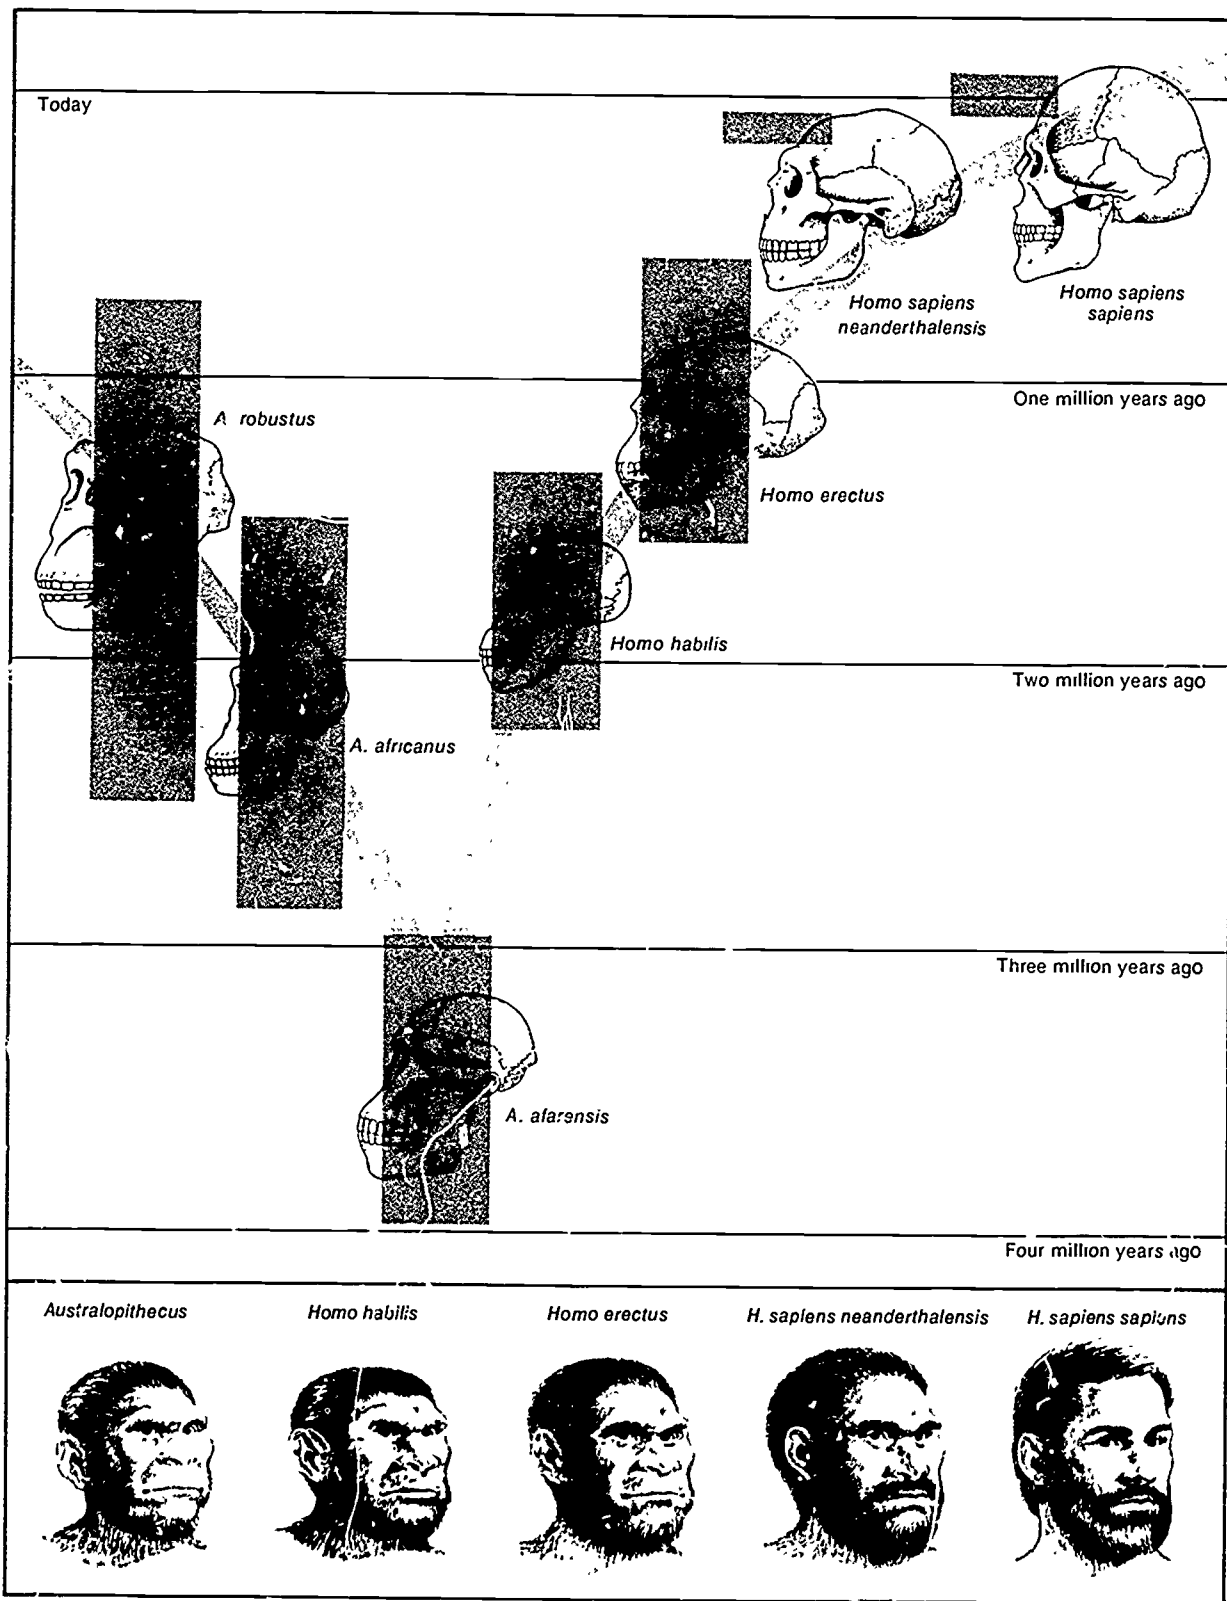 Today
Homo sapiens
neanderthalensis
Homo sapiens
sapiens
One million years ago
A. robustus
Homo erectus
Homo habilis
Two million years ago
A. africanus
Three million years ago
A. afarensis
Four million years ago
Australopithecus
Homo habilis
Homo erectus
H. sapiens neanderthalensis
H. sapiens sapiens